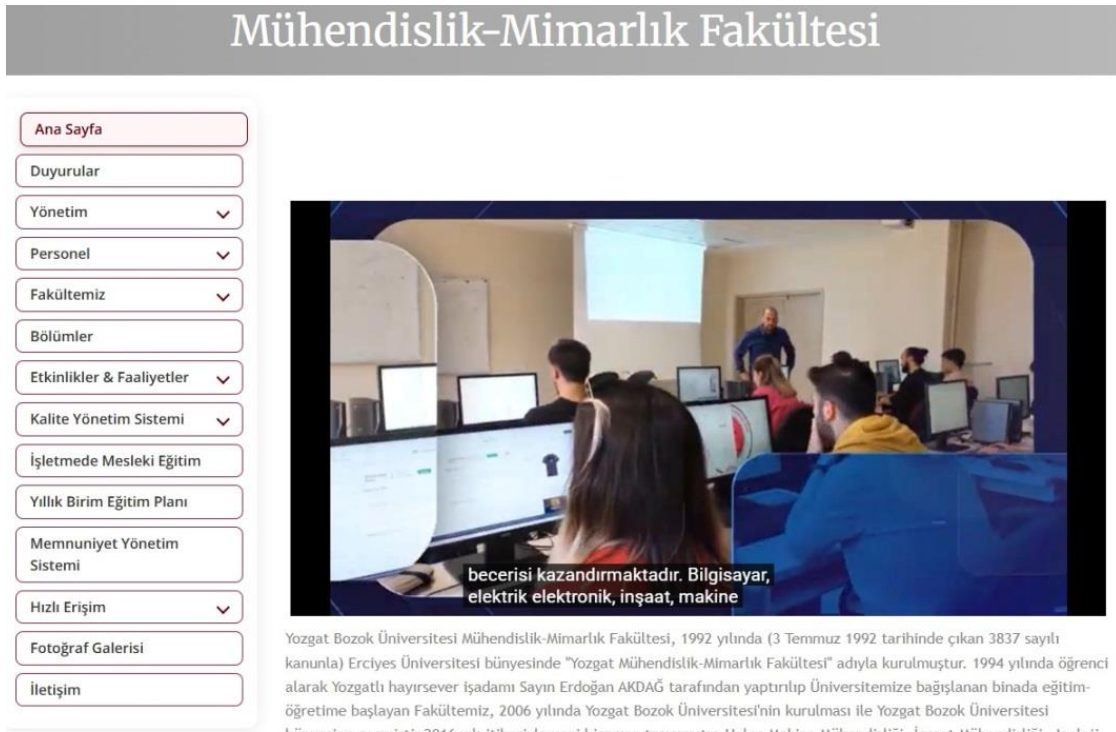 Mühendislik-Mimarlık Fakültesi
Ana Sayfa
Duyurular
Yönetim
Personel
Fakültemiz
Bölümler
Etkinlikler & Faaliyetler
Kalite Yönetim Sistemi
İşletmede Mesleki Eğitim
Yıllık Birim Eğitim Planı
Memnuniyet Yönetim
Sistemi
Hızlı Erişim
Fotoğraf Galerisi
İletişim
becerisi kazandırmaktadır. Bilgisayar,
elektrik elektronik, inşaat, makine
Yozgat Bozok Üniversitesi Mühendislik-Mimarlık Fakültesi, 1992 yılında (3 Temmuz 1992 tarihinde çıkan 3837 sayılı
kanunla) Erciyes Üniversitesi bünyesinde "Yozgat Mühendislik-Mimarlık Fakültesi" adıyla kurulmuştur. 1994 yılında öğrenci
alarak Yozgatlı hayırsever işadamı Sayın Erdoğan AKDAĞ tarafından yaptırılıp Üniversitemize bağışlanan binada eğitim-
öğretime başlayan Fakültemiz, 2006 yılında Yozgat Bozok Üniversitesi'nin kurulması ile Yozgat Bozok Üniversitesi